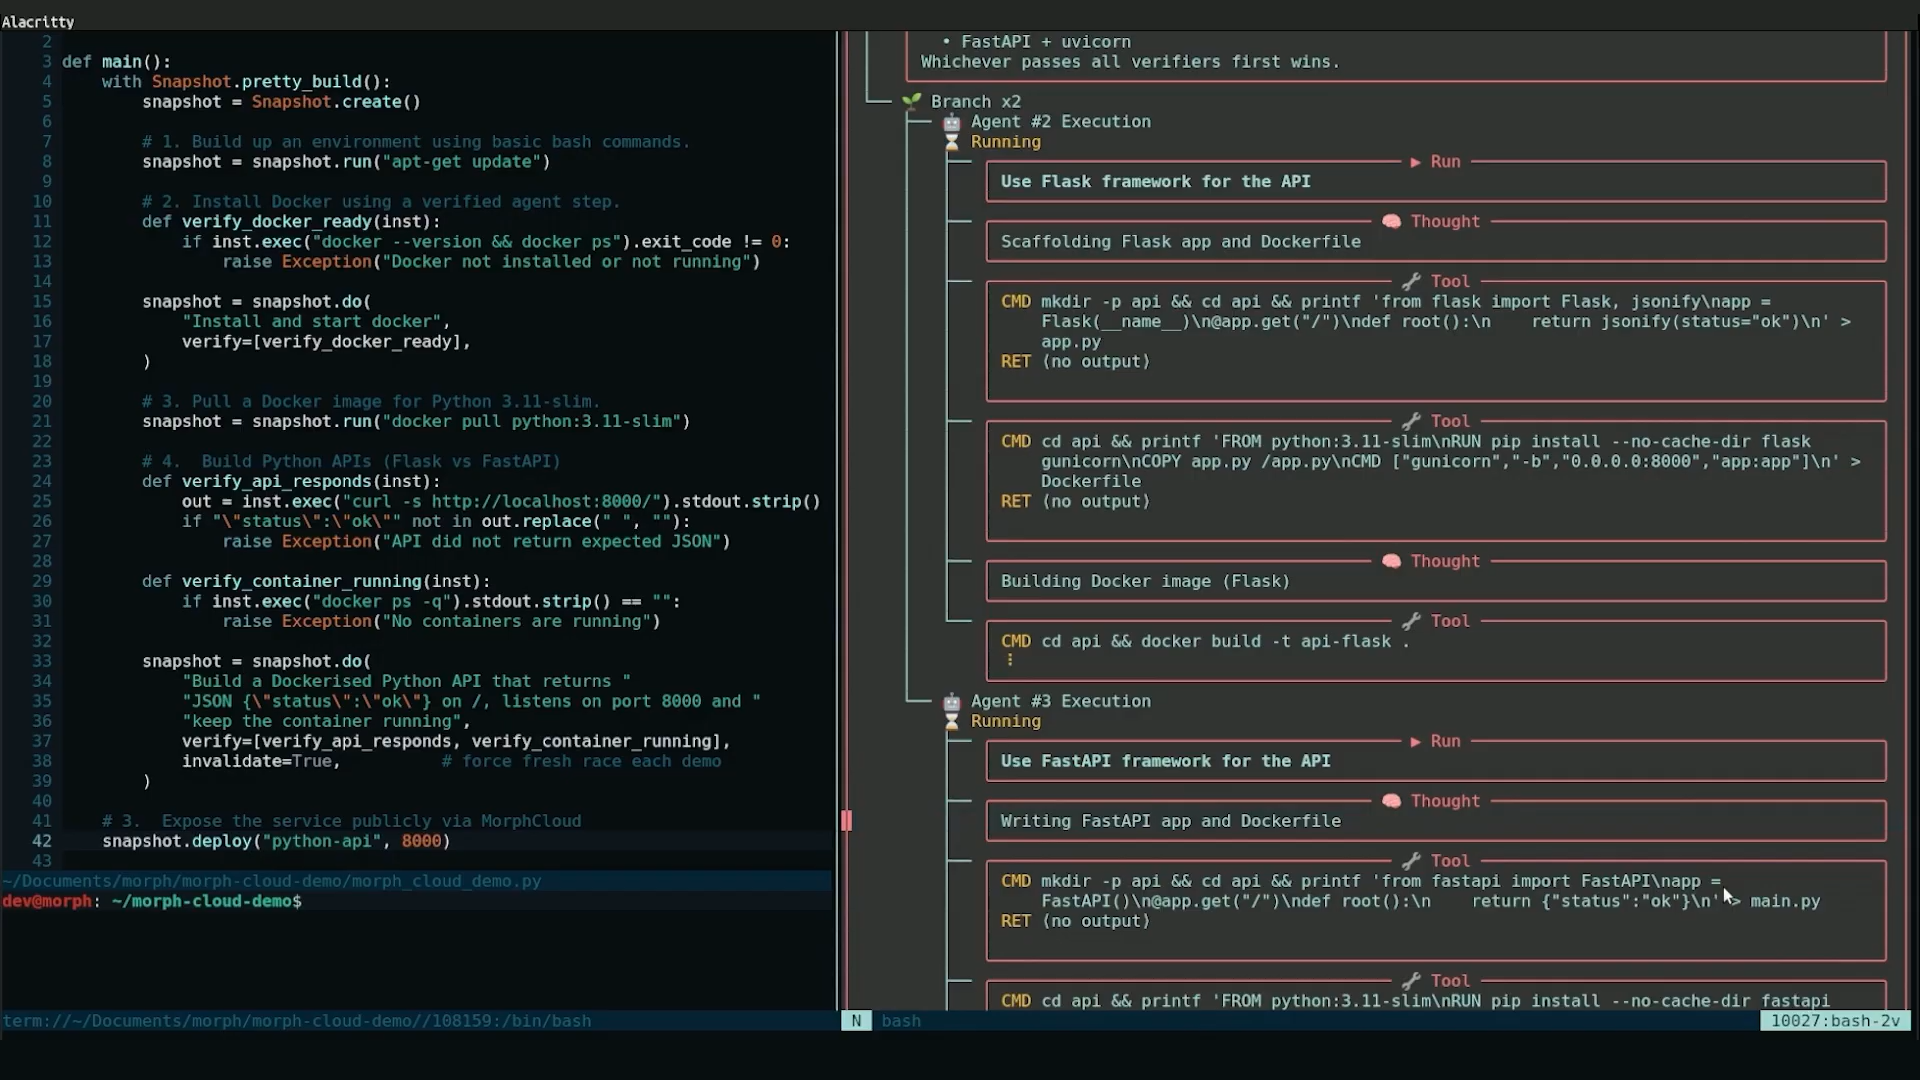 Alacritty
2
3 def main():
4 with Snapshot.pretty_build():
5 snapshot = Snapshot.create()
6
7 # 1. Build up an environment using basic bash commands.
8 snapshot = snapshot.run("apt-get update")
9
10 # 2. Install Docker using a verified agent step.
11 def verify_docker_ready(inst):
12 if inst.exec("docker --version && docker ps").exit_code != 0:
13 raise Exception("Docker not installed or not running")
14
15 snapshot = snapshot.do(
16 "Install and start docker",
17 verify=[verify_docker_ready],
18 )
19
20 # 3. Pull a Docker image for Python 3.11-slim.
21 snapshot = snapshot.run("docker pull python:3.11-slim")
22
23 # 4.  Build Python APIs (Flask vs FastAPI)
24 def verify_api_responds(inst):
25 out = inst.exec("curl -s http://localhost:8000/").stdout.strip()
26 if "\"status\":\"ok\"" not in out.replace(" ", ""):
27 raise Exception("API did not return expected JSON")
28
29 def verify_container_running(inst):
30 if inst.exec("docker ps -q").stdout.strip() == "":
31 raise Exception("No containers are running")
32
33 snapshot = snapshot.do(
34 "Build a Dockerised Python API that returns "
35 "JSON {\"status\":\"ok\"} on /, listens on port 8000 and "
36 "keep the container running",
37 verify=[verify_api_responds, verify_container_running],
38 invalidate=True,          # force fresh race each demo
39 )
40
41 # 3.  Expose the service publicly via MorphCloud
42 snapshot.deploy("python-api", 8000)
43
~/Documents/morph/morph-cloud-demo/morph_cloud_demo.py
dev@morph: ~/morph-cloud-demo$
term://~/Documents/morph/morph-cloud-demo//108159:/bin/bash
• FastAPI + uvicorn
Whichever passes all verifiers first wins.
Branch x2
Agent #2 Execution
Running
▶ Run
Use Flask framework for the API
Thought
Scaffolding Flask app and Dockerfile
Tool
CMD mkdir -p api && cd api && printf 'from flask import Flask, jsonify\napp =
Flask(__name__)\n@app.get("/")\ndef root():\n    return jsonify(status="ok")\n' >
app.py
RET (no output)
Tool
CMD cd api && printf 'FROM python:3.11-slim\nRUN pip install --no-cache-dir flask
gunicorn\nCOPY app.py /app.py\nCMD ["gunicorn","-b","0.0.0.0:8000","app:app"]\n' >
Dockerfile
RET (no output)
Thought
Building Docker image (Flask)
Tool
CMD cd api && docker build -t api-flask .
⋮
Agent #3 Execution
Running
▶ Run
Use FastAPI framework for the API
Thought
Writing FastAPI app and Dockerfile
Tool
CMD mkdir -p api && cd api && printf 'from fastapi import FastAPI\napp =
FastAPI()\n@app.get("/")\ndef root():\n    return {"status":"ok"}\n' > main.py
RET (no output)
Tool
CMD cd api && printf 'FROM python:3.11-slim\nRUN pip install --no-cache-dir fastapi
N bash
10027:bash-2v